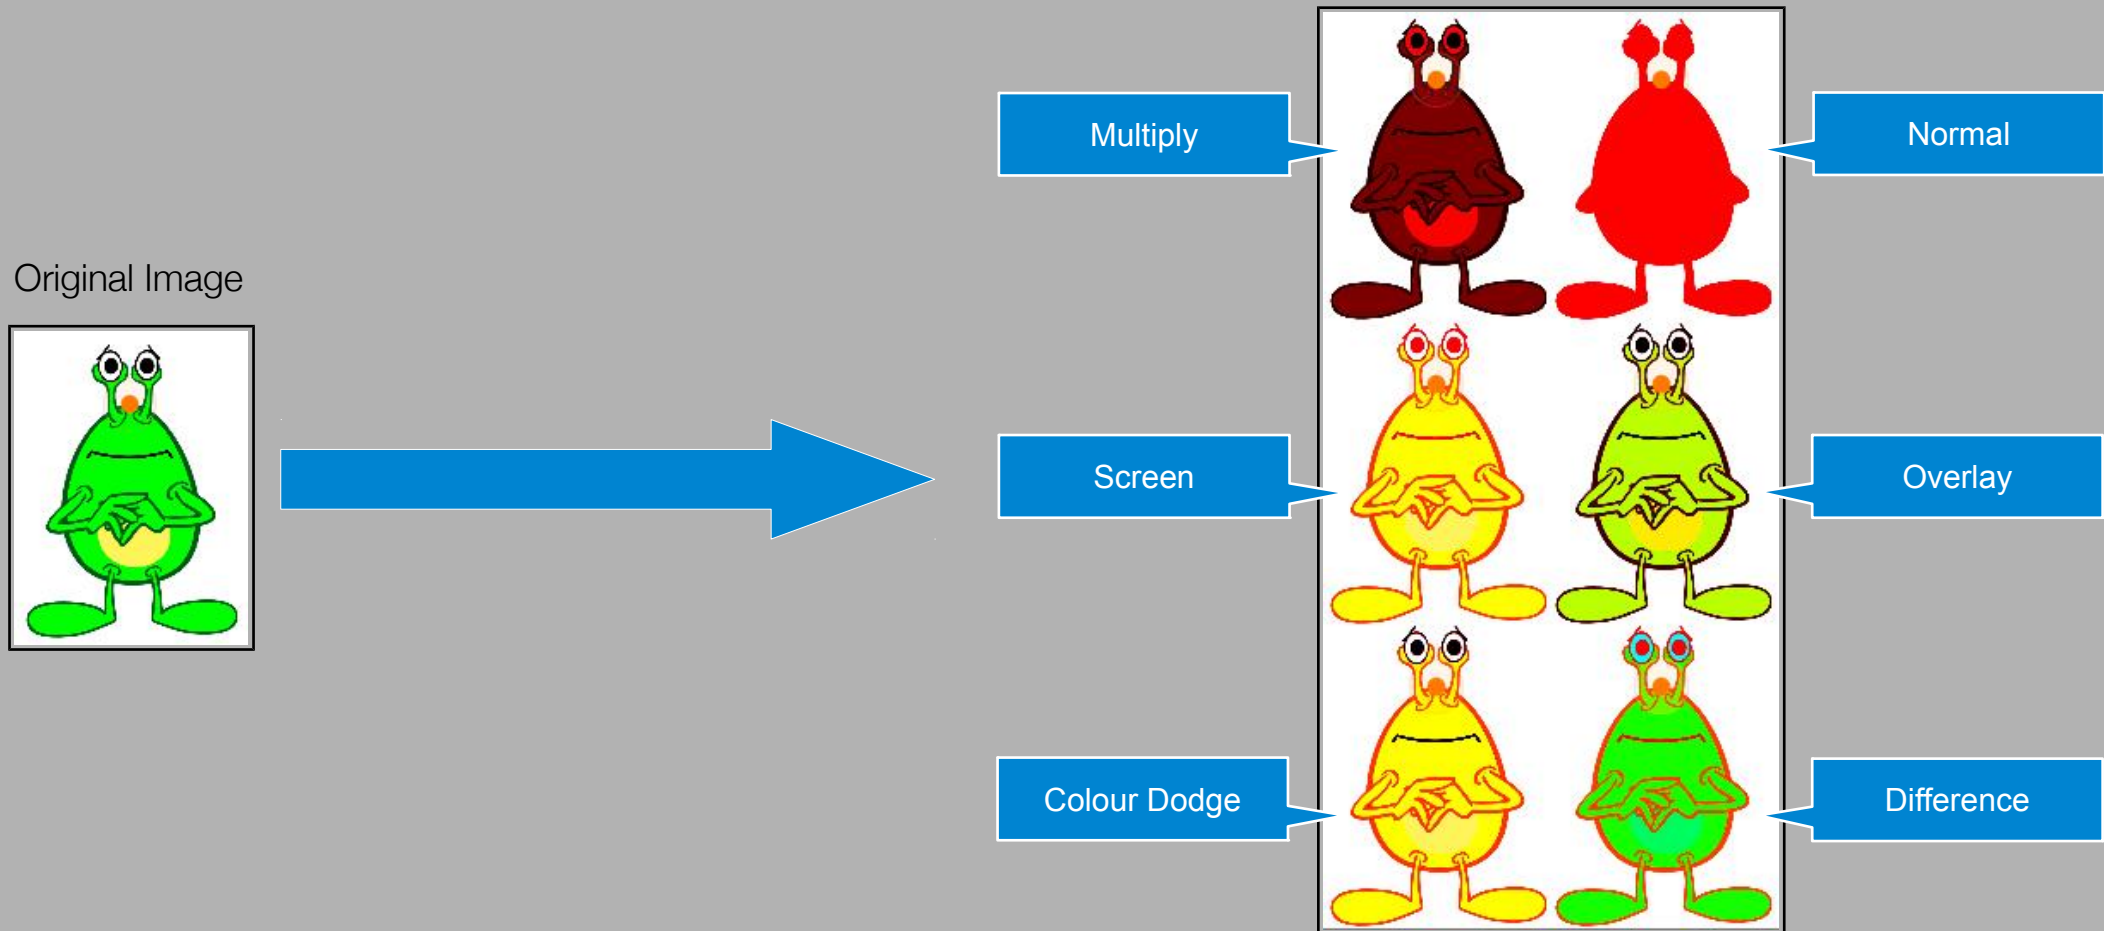 Original Image
Multiply
Normal
Screen
Overlay
Colour Dodge
Difference